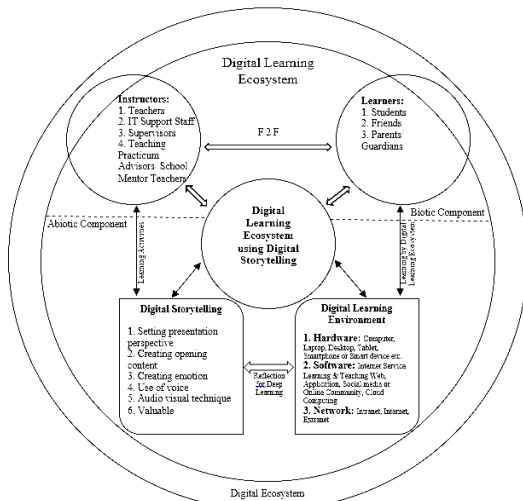 Digital Learning
Ecosystem
Instructors:
1. Teachers
2. IT Support Staff
3. Supervisors
4. Teaching
Practicum
Advisors/ School
Mentor Teachers
F 2 F
Learners:
1. Students
2. Friends
3. Parents
Guardians
Abiotic Component
Biotic Component
Digital
Learning
Ecosystem
using Digital
Storytelling
Learning Activities
Learning by Digital
Learning Ecosystem
Digital Storytelling
1. Setting presentation
perspective
2. Creating opening
content
3. Creating emotion
4. Use of voice
5. Audio visual technique
6. Valuable
Reflection
for Deep
Learning
Digital Learning
Environment
1. Hardware: Computer,
Laptop, Desktop, Tablet,
Smartphone or Smart device etc.
2. Software: Internet Service
Learning & Teaching Web,
Application, Social media or
Online Community, Cloud
Computing
3. Network: Intranet, Internet,
Extranet
Digital Ecosystem